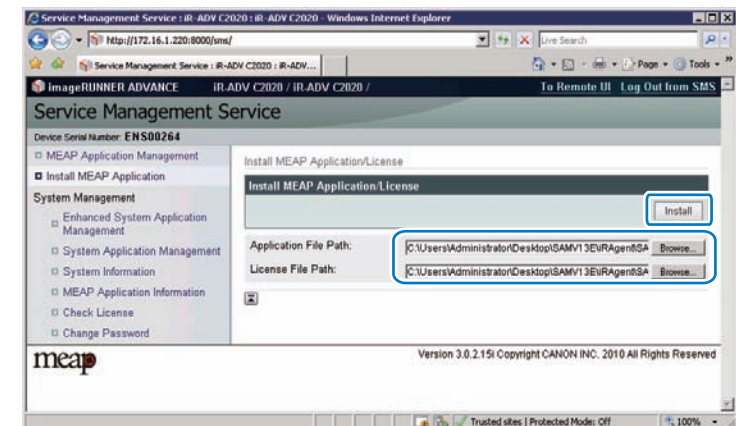 Service Management Service : iR-ADV C2020 : iR-ADV C2020 - Windows Internet Explorer
http://172.16.1.220:8000/sms/
Live Search
Service Management Service : iR-ADV C2020 : iR-ADV...
Page
Tools
imageRUNNER ADVANCE iR-ADV C2020 / iR-ADV C2020 /
To Remote UI Log Out from SMS
Service Management Service
Device Serial Number: ENS00264
MEAP Application Management
Install MEAP Application
System Management
Enhanced System Application
Management
System Application Management
System Information
MEAP Application Information
Check License
Change Password
Install MEAP Application/License
Install MEAP Application/License
Install
Application File Path: C:\Users\Administrator\Desktop\SAMV13E\iRAgent\SA Browse...
License File Path: C:\Users\Administrator\Desktop\SAMV13E\iRAgent\SA Browse...
meap
Version 3.0.2.15i Copyright CANON INC. 2010 All Rights Reserved
Trusted sites | Protected Mode: Off
100%